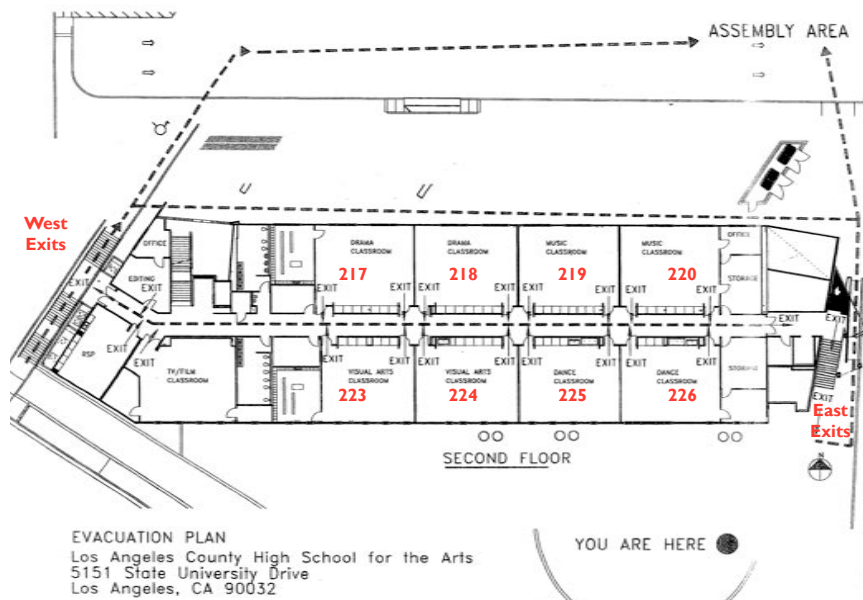 ASSEMBLY AREA
West
Exits
OFFICE
DRAMA
CLASSROOM
217
DRAMA
CLASSROOM
218
MUSIC
CLASSROOM
219
MUSIC
CLASSROOM
220
OFFICE
EDITING
EXIT
EXIT
STORAGE
EXIT
EXIT
EXIT
EXIT
EXIT
EXIT
EXIT
EXIT
EXIT
EXIT
RSP
EXIT
EXIT
EXIT
EXIT
EXIT
EXIT
EXIT
EXIT
EXIT
EXIT
EXIT
TV/FILM
CLASSROOM
VISUAL ARTS
CLASSROOM
223
VISUAL ARTS
CLASSROOM
224
DANCE
CLASSROOM
225
DANCE
CLASSROOM
226
STORAGE
EXIT
East
Exits
N
SECOND FLOOR
EVACUATION PLAN
Los Angeles County High School for the Arts
5151 State University Drive
Los Angeles, CA 90032
YOU ARE HERE